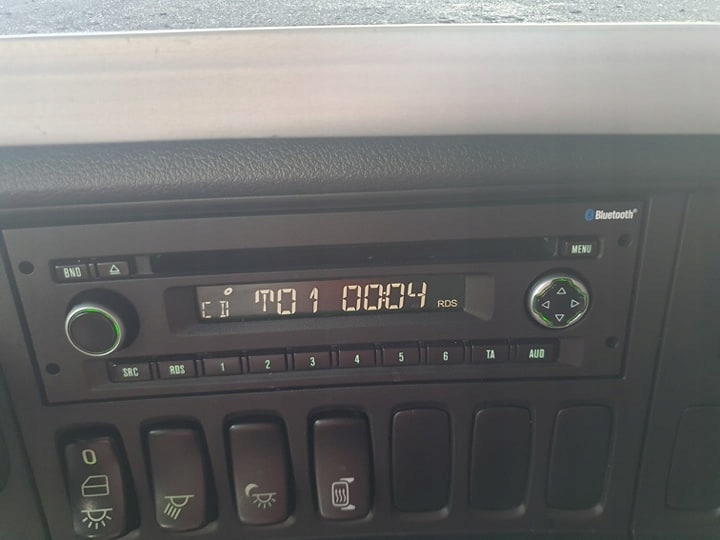 Bluetooth®
BND
MENU
CD T01 00:04 RDS
SRC RDS 1 2 3 4 5 6 TA AUD
0